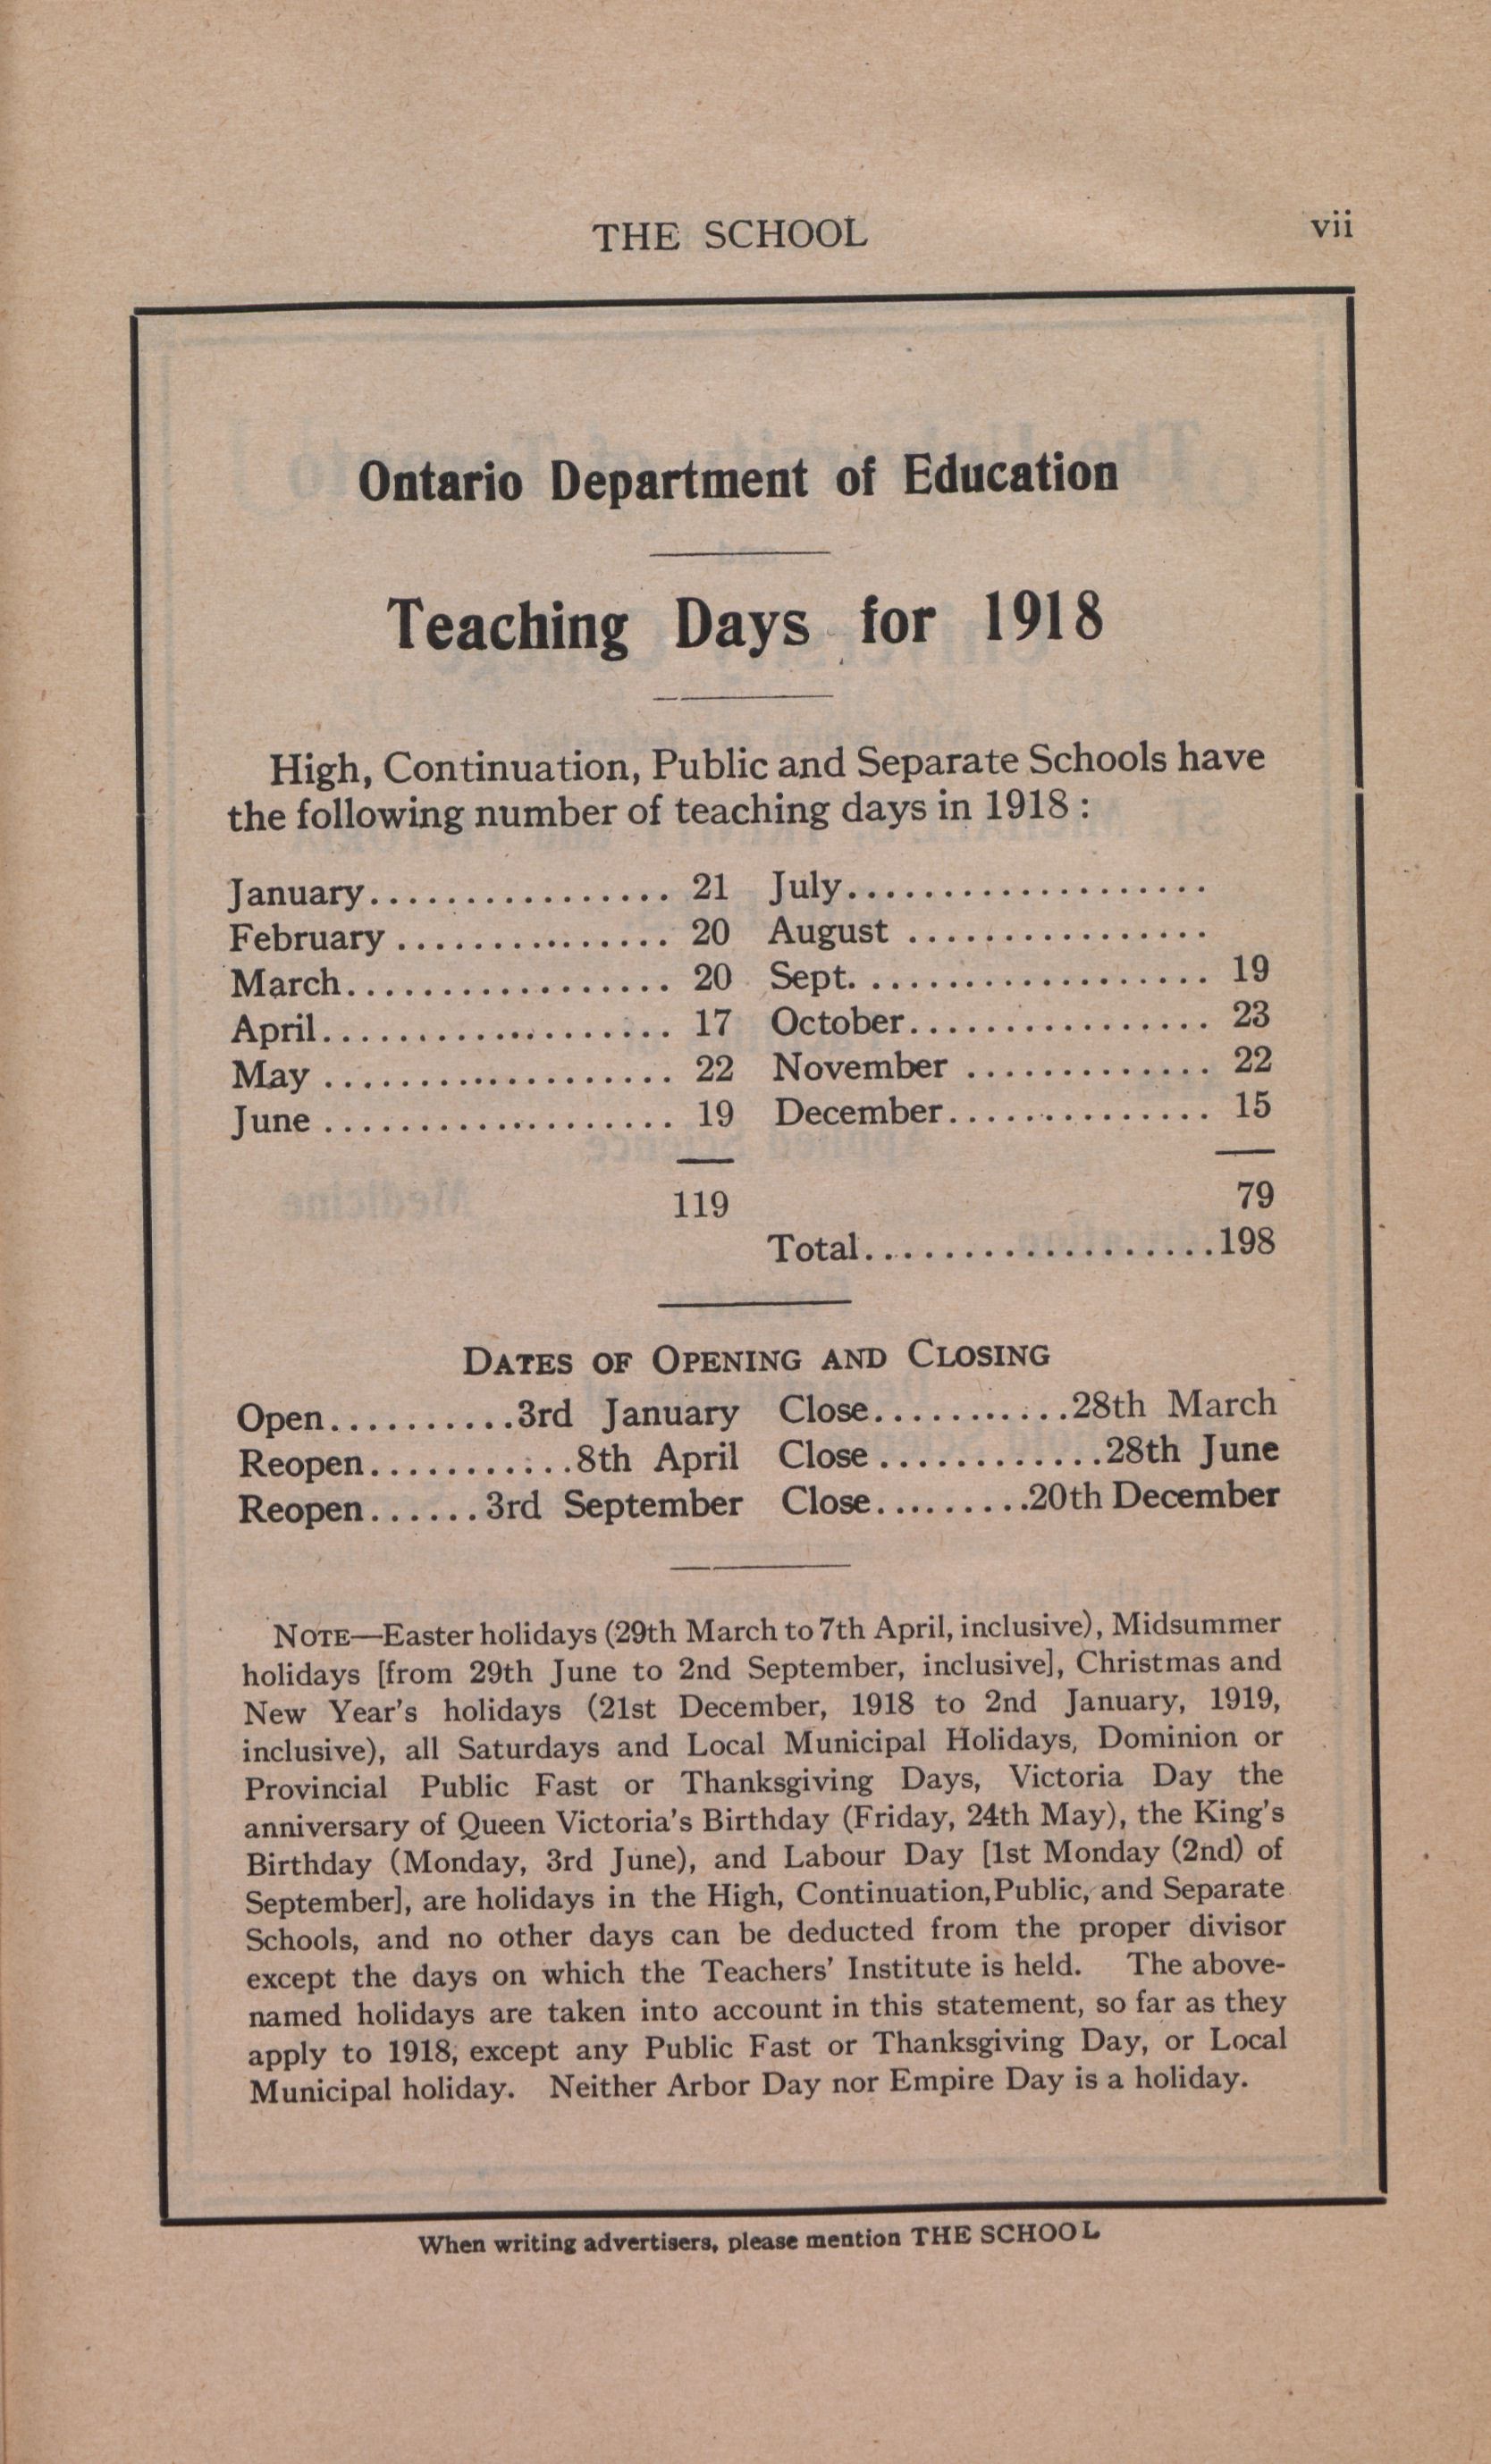 THE SCHOOL vii
Ontario Department of Education
Teaching Days for 1918
High, Continuation, Public and Separate Schools have
the following number of teaching days in 1918 :
January................ 21 July...................
February ............... 20 August ................
March................. 20 Sept. .................. 19
April................... 17 October................ 23
May ................... 22 November ............. 22
June ................... 19 December.............. 15
119 79
Total...................198
DATES OF OPENING AND CLOSING
Open..........3rd January Close...........28th March
Reopen...........8th April Close ............28th June
Reopen......3rd September Close.........20th December
NOTE—Easter holidays (29th March to 7th April, inclusive), Midsummer
holidays [from 29th June to 2nd September, inclusive], Christmas and
New Year's holidays (21st December, 1918 to 2nd January, 1919,
inclusive), all Saturdays and Local Municipal Holidays, Dominion or
Provincial Public Fast or Thanksgiving Days, Victoria Day the
anniversary of Queen Victoria's Birthday (Friday, 24th May), the King's
Birthday (Monday, 3rd June), and Labour Day [1st Monday (2nd) of
September], are holidays in the High, Continuation, Public, and Separate
Schools, and no other days can be deducted from the proper divisor
except the days on which the Teachers' Institute is held. The above-
named holidays are taken into account in this statement, so far as they
apply to 1918, except any Public Fast or Thanksgiving Day, or Local
Municipal holiday. Neither Arbor Day nor Empire Day is a holiday.
When writing advertisers, please mention THE SCHOOL